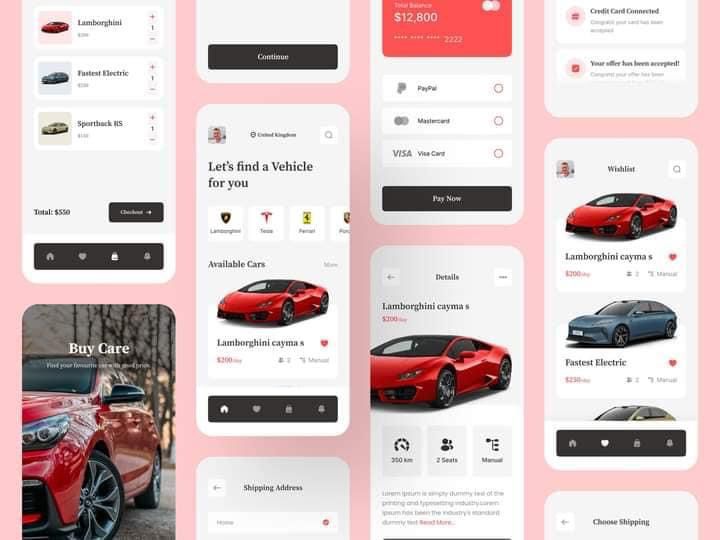 Lamborghini
$200
+
1
−
Fastest Electric
$250
+
1
−
Sportback RS
$150
+
1
−
Total: $550
Checkout →
Buy Care
Find your favourite car with good price.
Continue
United Kingdom
Let's find a Vehicle
for you
Lamborghini
Tesla
Ferrari
Porc
Available Cars
More
Lamborghini cayma s
$200/day
2
Manual
Shipping Address
Home
Total Balance
$12,800
**** **** **** 2222
PayPal
Mastercard
VISA Visa Card
Pay Now
Details
Lamborghini cayma s
$200/day
350 km
2 Seats
Manual
Lorem Ipsum is simply dummy text of the
printing and typesetting industry.Lorem
Ipsum has been the industry's standard
dummy text Read More...
Credit Card Connected
Congrats your card has been
accepted
Your offer has been accepted!
Congrats your offer has been
Wishlist
Lamborghini cayma s
$200/day
2
Manual
Fastest Electric
$250/day
2
Manual
Choose Shipping